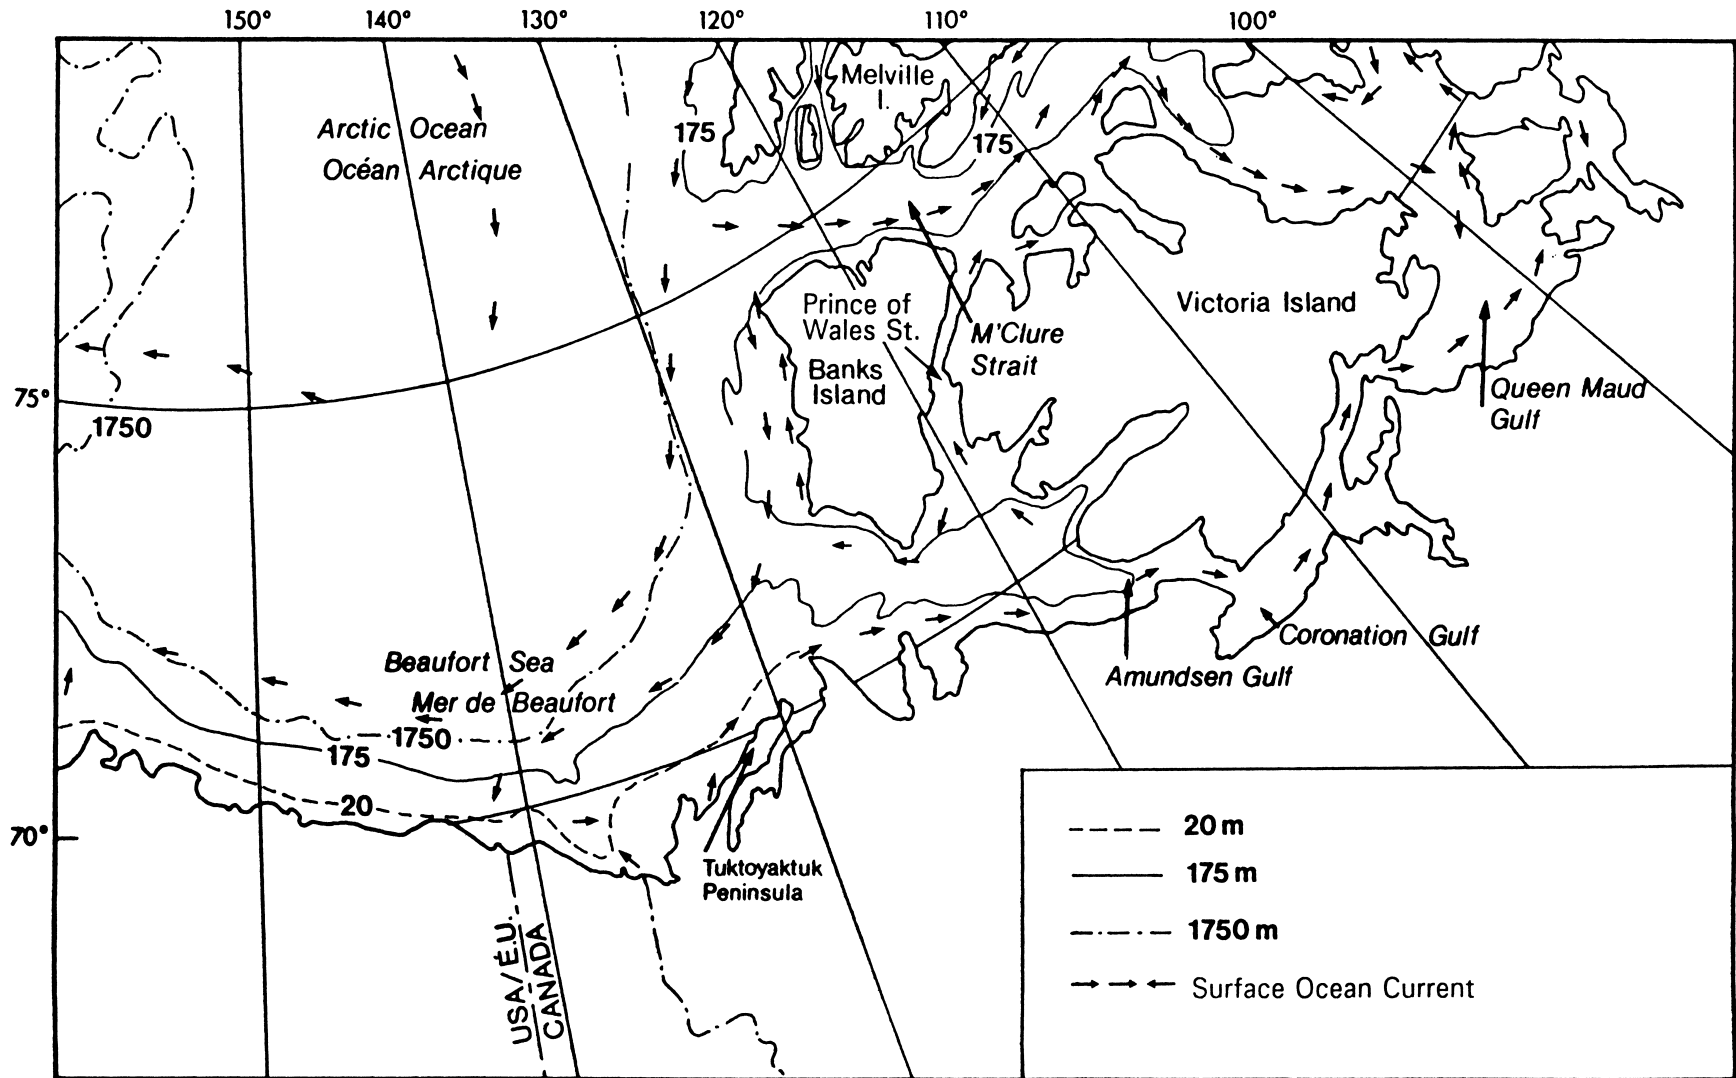 150° 140° 130° 120° 110° 100°
Melville
I.
Arctic Ocean
Océan Arctique
175
175
Prince of
Wales St.
Victoria Island
M'Clure
Strait
Banks
Island
75°
1750
Queen Maud
Gulf
Beaufort Sea
Mer de Beaufort
Coronation Gulf
Amundsen Gulf
1750
175
20
70°
Tuktoyaktuk
Peninsula
USA/É.U.
CANADA
20 m
175 m
1750 m
Surface Ocean Current